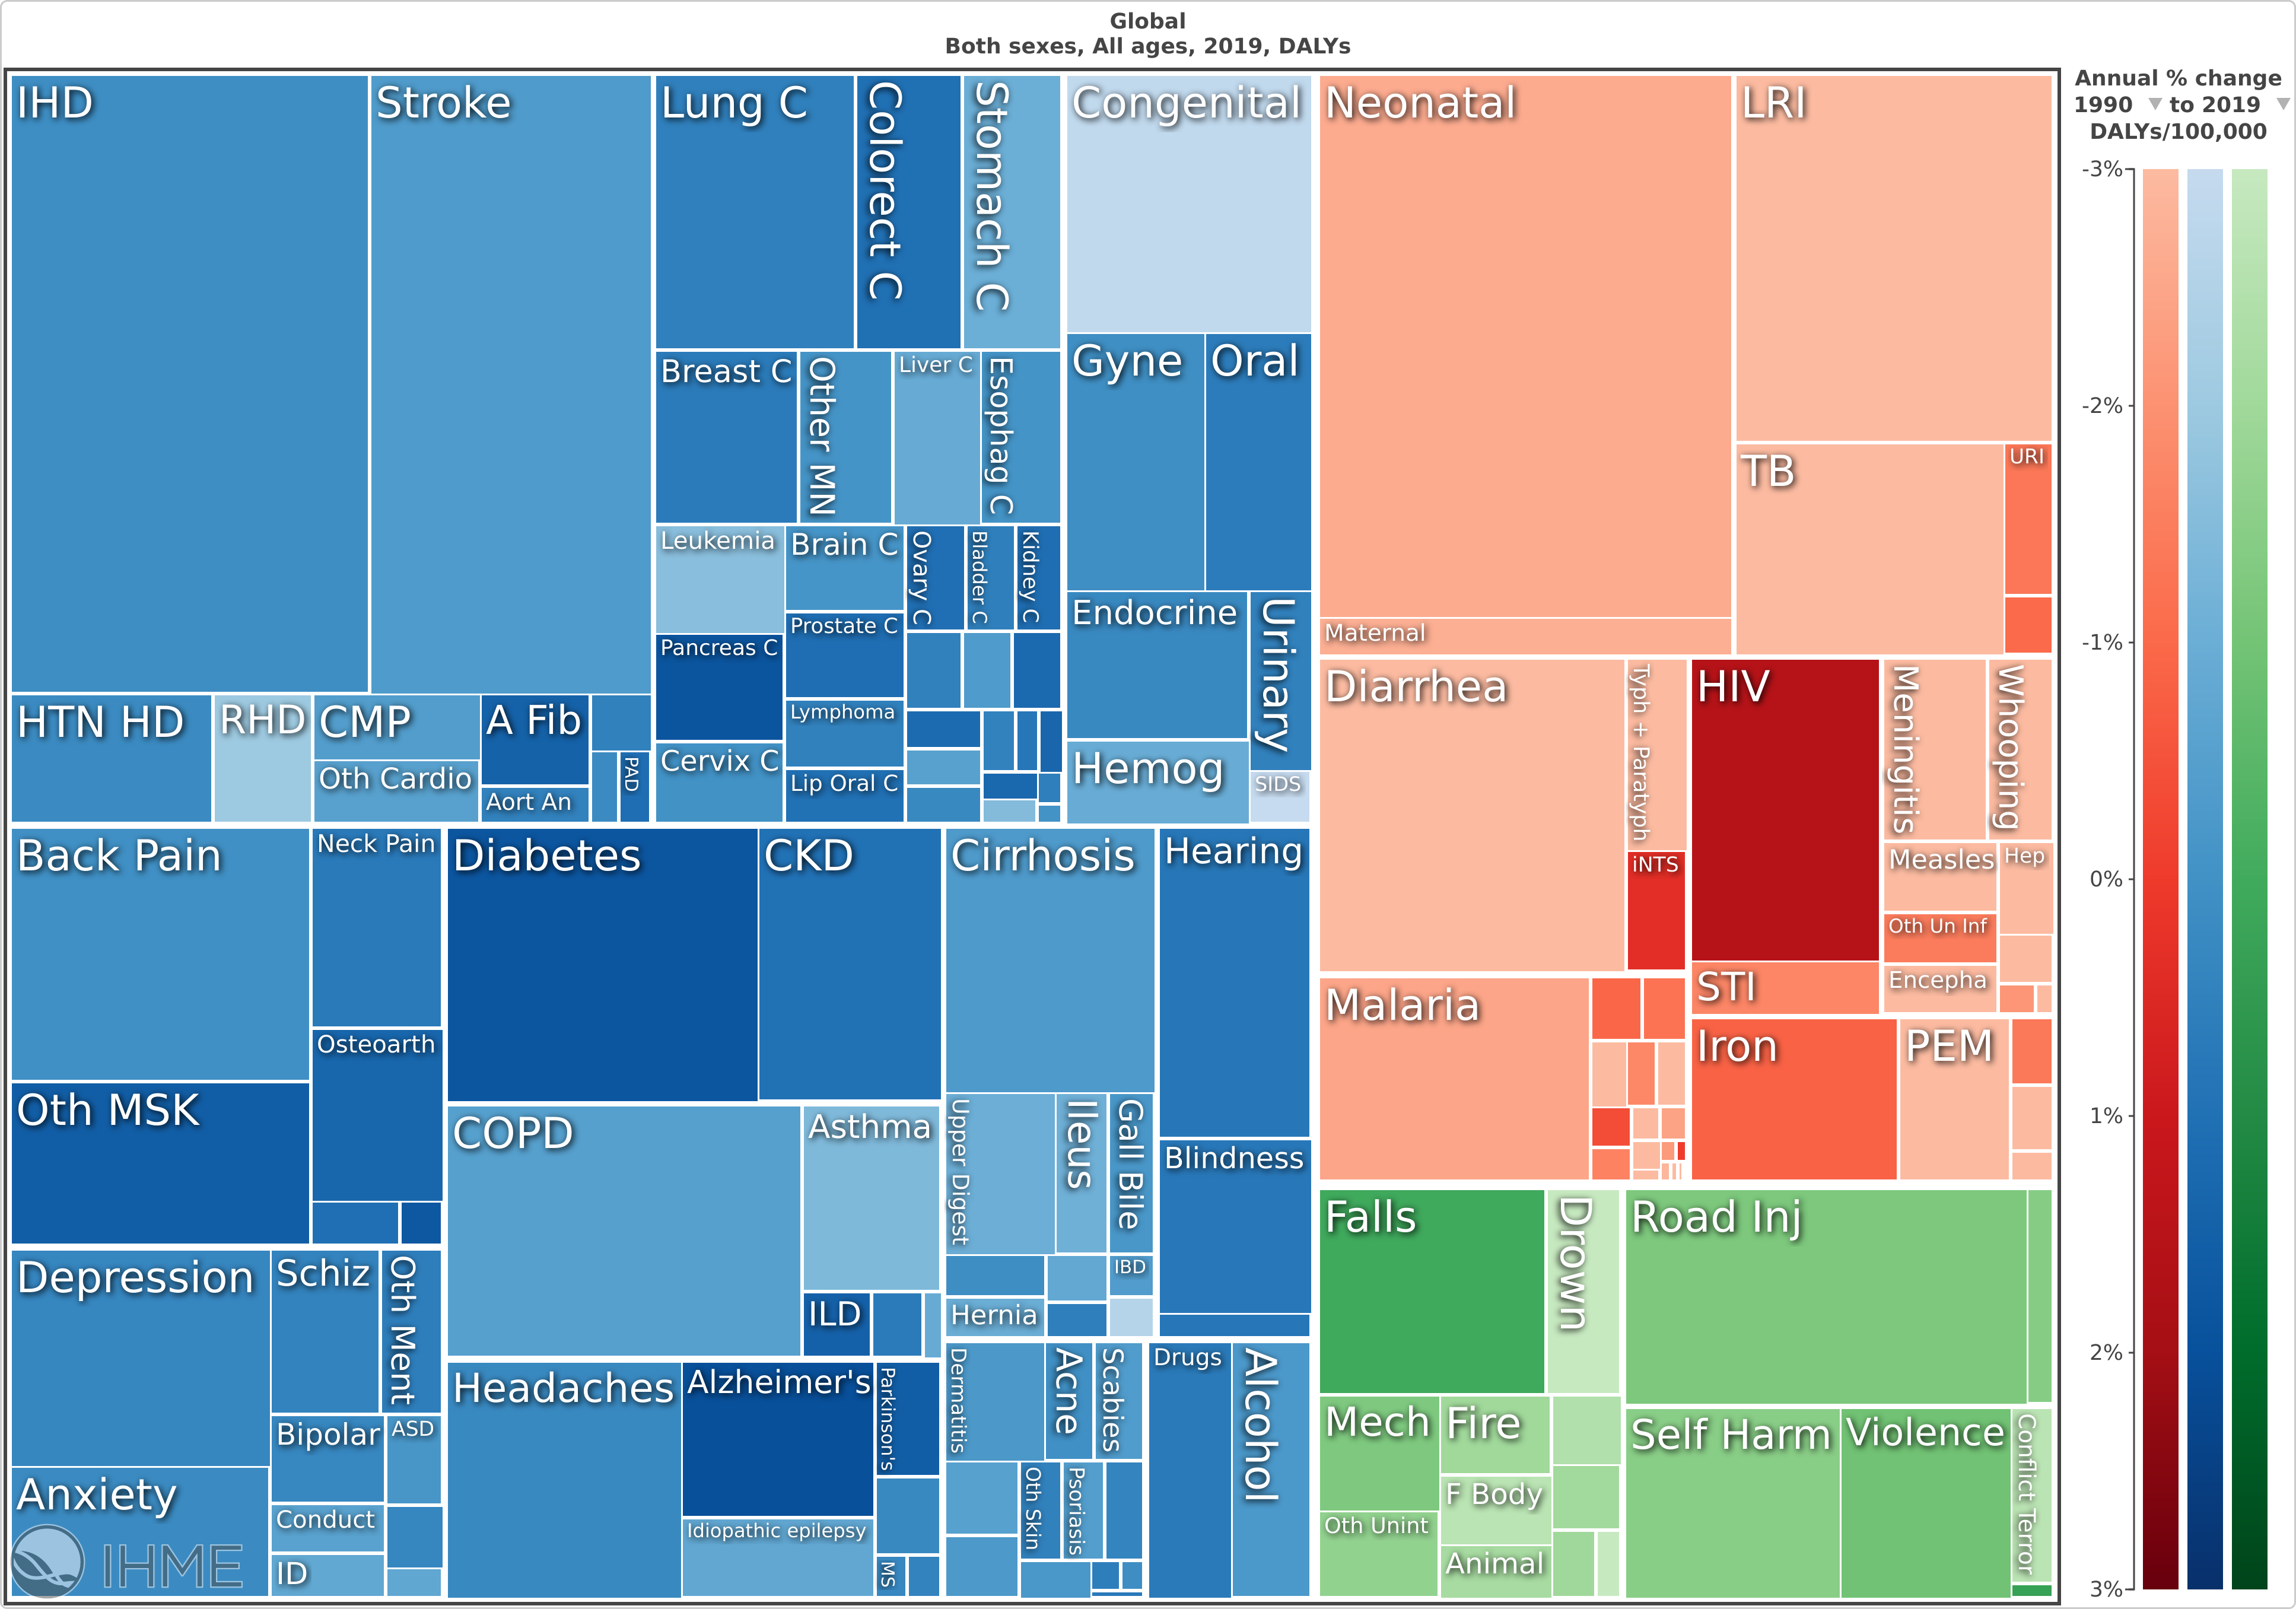 Global
Both sexes, All ages, 2019, DALYs
Annual % change
1990 to 2019
DALYs/100,000
-3%
-2%
-1%
0%
1%
2%
3%
IHD
Stroke
HTN HD
RHD
CMP
Oth Cardio
A Fib
Aort An
PAD
Lung C
Colorect C
Stomach C
Breast C
Other MN
Liver C
Esophag C
Leukemia
Brain C
Ovary C
Bladder C
Kidney C
Pancreas C
Prostate C
Lymphoma
Cervix C
Lip Oral C
Congenital
Gyne
Oral
Endocrine
Urinary
Hemog
SIDS
Back Pain
Neck Pain
Oth MSK
Osteoarth
Diabetes
CKD
COPD
Asthma
ILD
Cirrhosis
Upper Digest
Ileus
Gall Bile
IBD
Hernia
Hearing
Blindness
Depression
Schiz
Oth Ment
Bipolar
ASD
Anxiety
Conduct
ID
Headaches
Alzheimer's
Parkinson's
Idiopathic epilepsy
MS
Dermatitis
Acne
Scabies
Oth Skin
Psoriasis
Drugs
Alcohol
Neonatal
Maternal
LRI
TB
URI
Diarrhea
Typh + Paratyph
iNTS
HIV
STI
Meningitis
Whooping
Measles
Hep
Oth Un Inf
Encepha
Malaria
Iron
PEM
Falls
Drown
Road Inj
Mech
Fire
F Body
Oth Unint
Animal
Self Harm
Violence
Conflict Terror
IHME